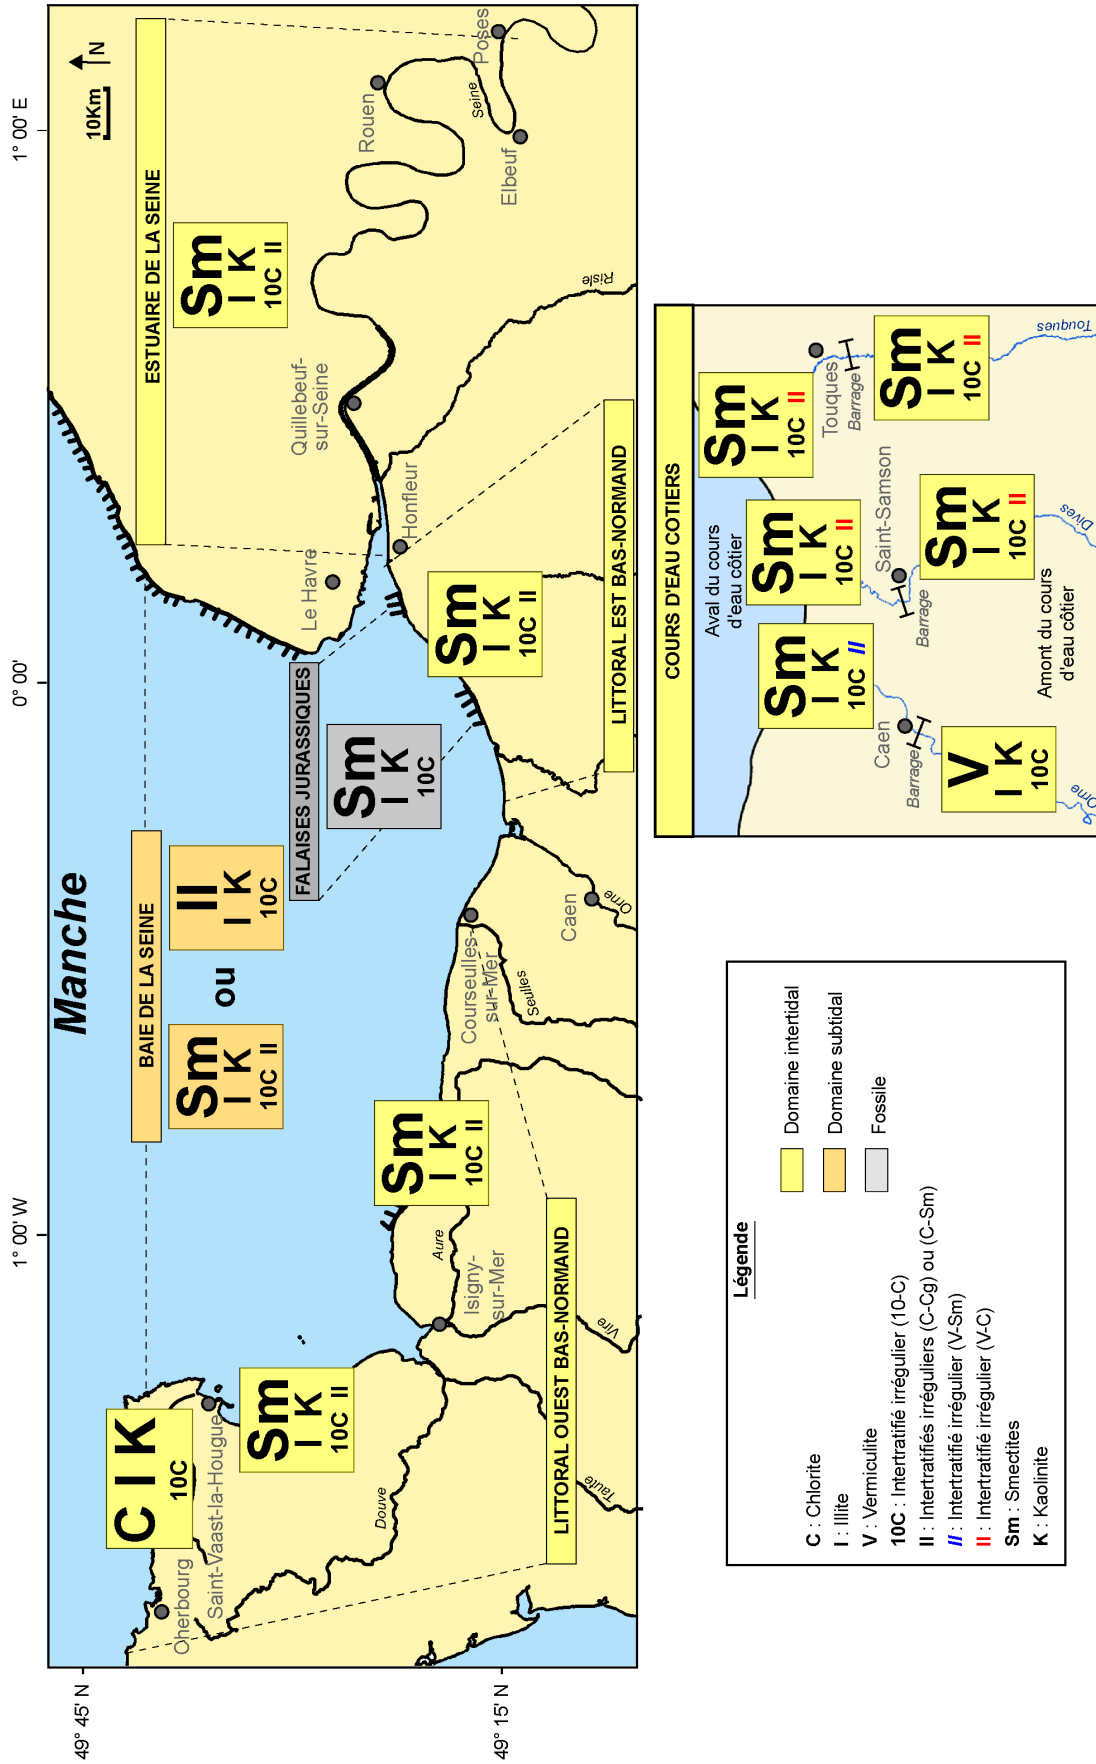 1° 00' W
0° 00'
1° 00' E
49° 45' N
49° 15' N
Manche
10Km
N
BAIE DE LA SEINE
ESTUAIRE DE LA SEINE
C I K
10C
Sm
I K
10C II
ou
II
I K
10C
Sm
I K
10C II
FALAISES JURASSIQUES
Sm
I K
10C
Oherbourg
Saint-Vaast-la-Hougue
Sm
I K
10C II
Douve
Taute
Isigny-
sur-Mer
Vire
Aure
Sm
I K
10C II
LITTORAL OUEST BAS-NORMAND
Courseulles-
sur-Mer
Seulles
Caen
Orne
Sm
I K
10C II
LITTORAL EST BAS-NORMAND
Le Havre
Honfleur
Quillebeuf-
sur-Seine
Risle
Rouen
Seine
Elbeuf
Poses
Légende
C : Chlorite
I : Illite
V : Vermiculite
10C : Intertratifié irrégulier (10-C)
II : Intertratifiés irréguliers (C-Cg) ou (C-Sm)
II : Intertratifié irrégulier (V-Sm)
II : Intertratifié irrégulier (V-C)
Sm : Smectites
K : Kaolinite
Domaine intertidal
Domaine subtidal
Fossile
COURS D'EAU COTIERS
Aval du cours
d'eau côtier
Sm
I K
10C II
Sm
I K
10C II
Sm
I K
10C II
Caen
Barrage
Saint-Samson
Barrage
Touques
Barrage
V
I K
10C
Sm
I K
10C II
Sm
I K
10C II
Amont du cours
d'eau côtier
Orne
Dives
Touques